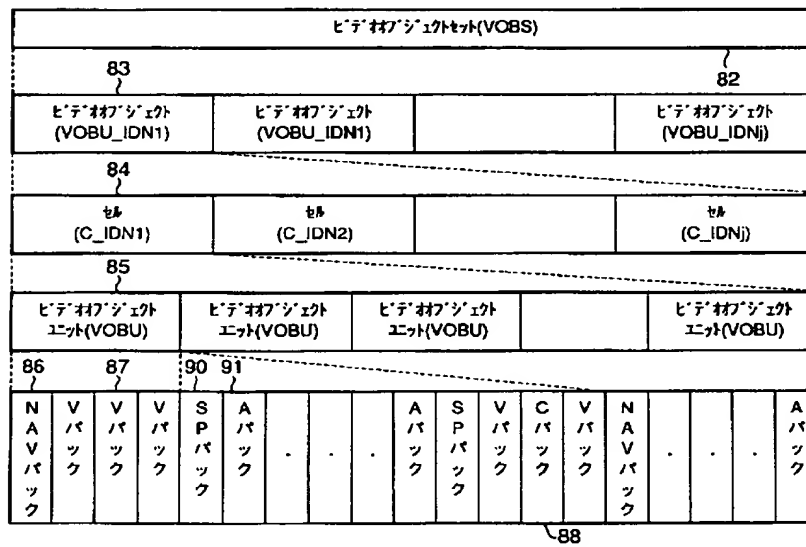 ビデオオブジェクトセット(VOBS)
83
82
ビデオオブジェクト
(VOBU_IDN1)
ビデオオブジェクト
(VOBU_IDN1)
ビデオオブジェクト
(VOBU_IDNj)
84
セル
(C_IDN1)
セル
(C_IDN2)
セル
(C_IDNj)
85
ビデオオブジェクト
ユニット(VOBU)
ビデオオブジェクト
ユニット(VOBU)
ビデオオブジェクト
ユニット(VOBU)
ビデオオブジェクト
ユニット(VOBU)
86
87
90
91
NAVパック
Vパック
Vパック
Vパック
SPパック
Aパック
・
・
・
Aパック
SPパック
Vパック
Cパック
Vパック
NAVパック
・
・
・
Aパック
88